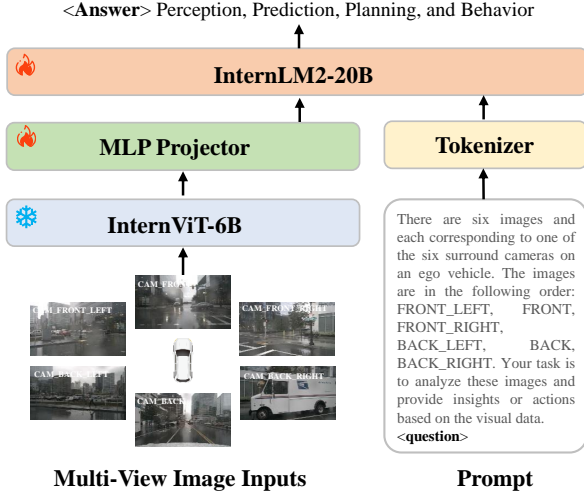 <Answer> Perception, Prediction, Planning, and Behavior
InternLM2-20B
MLP Projector
Tokenizer
InternViT-6B
There are six images and
each corresponding to one of
the six surround cameras on
an ego vehicle. The images
are in the following order:
FRONT_LEFT, FRONT,
FRONT_RIGHT,
BACK_LEFT, BACK,
BACK_RIGHT. Your task is
to analyze these images and
provide insights or actions
based on the visual data.
<question>
CAM_FRONT
CAM_FRONT_LEFT
CAM_FRONT_RIGHT
CAM_BACK_LEFT
CAM_BACK_RIGHT
CAM_BACK
Multi-View Image Inputs
Prompt